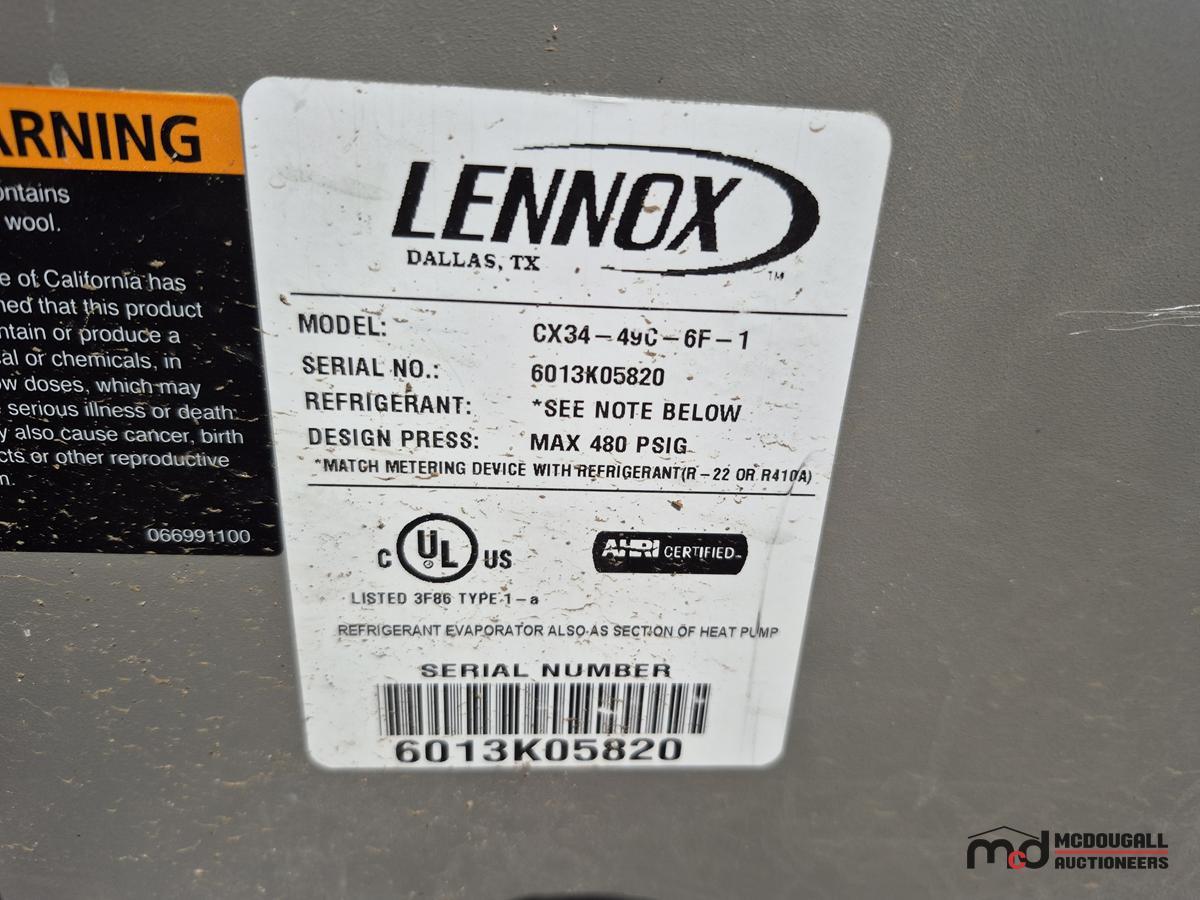 ARNING
ontains
wool.
e of California has
ned that this product
ntain or produce a
al or chemicals, in
ow doses, which may
serious illness or death
y also cause cancer, birth
cts or other reproductive
m.
066991100
LENNOX
DALLAS, TX
TM
MODEL: CX34-49C-6F-1
SERIAL NO.: 6013K05820
REFRIGERANT: *SEE NOTE BELOW
DESIGN PRESS: MAX 480 PSIG
*MATCH METERING DEVICE WITH REFRIGERANT(R-22 OR R410A)
C UL US
AHRI CERTIFIED
LISTED 3F86 TYPE 1-a
REFRIGERANT EVAPORATOR ALSO AS SECTION OF HEAT PUMP
SERIAL NUMBER
6013K05820
mcd MCDOUGALL
AUCTIONEERS